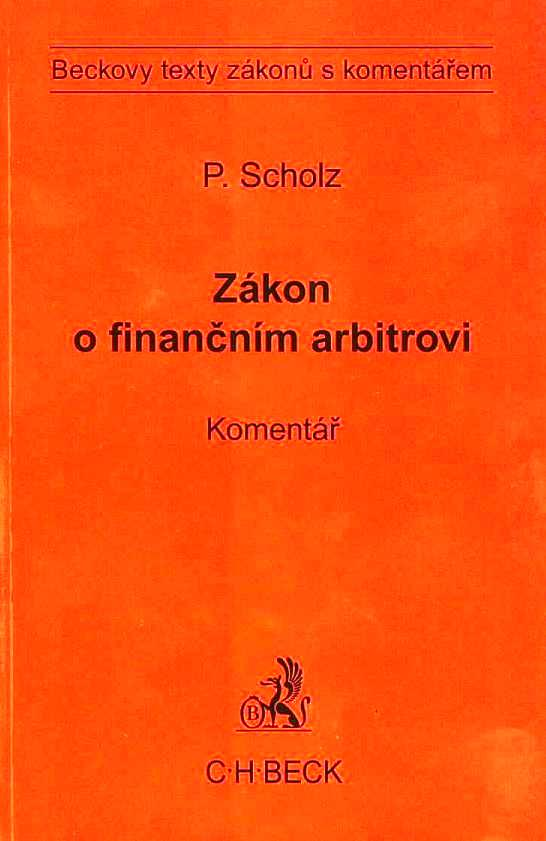 Beckovy texty zákonů s komentářem
P. Scholz
Zákon
o finančním arbitrovi
Komentář
B
C·H·BECK